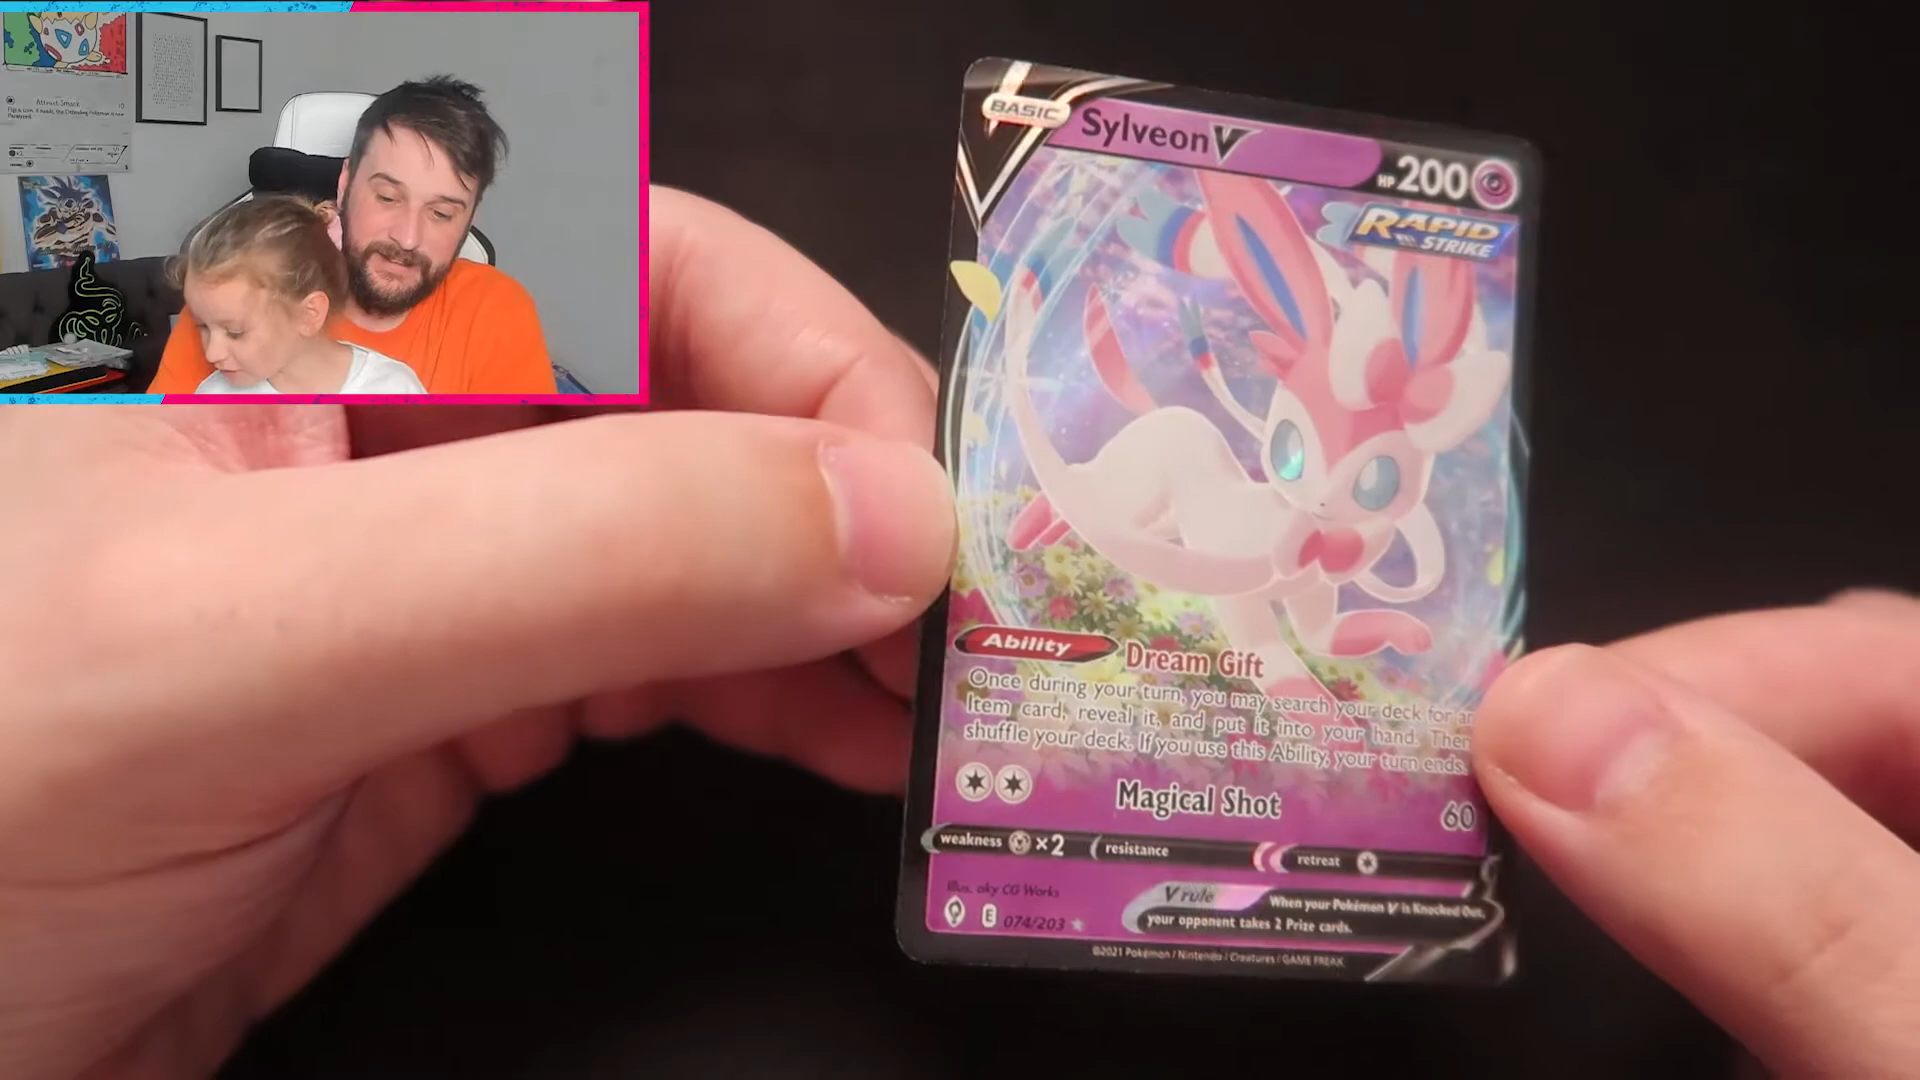 Attract Smack 10
BASIC
Sylveon V
HP 200
RAPID
STRIKE
Ability Dream Gift
Once during your turn, you may search your deck for an
Item card, reveal it, and put it into your hand. Then
shuffle your deck. If you use this Ability, your turn ends.
Magical Shot 60
weakness ×2 resistance retreat
Illus. aky CG Works
V rule When your Pokémon V is Knocked Out,
your opponent takes 2 Prize cards.
E 074/203
©2021 Pokémon / Nintendo / Creatures / GAME FREAK